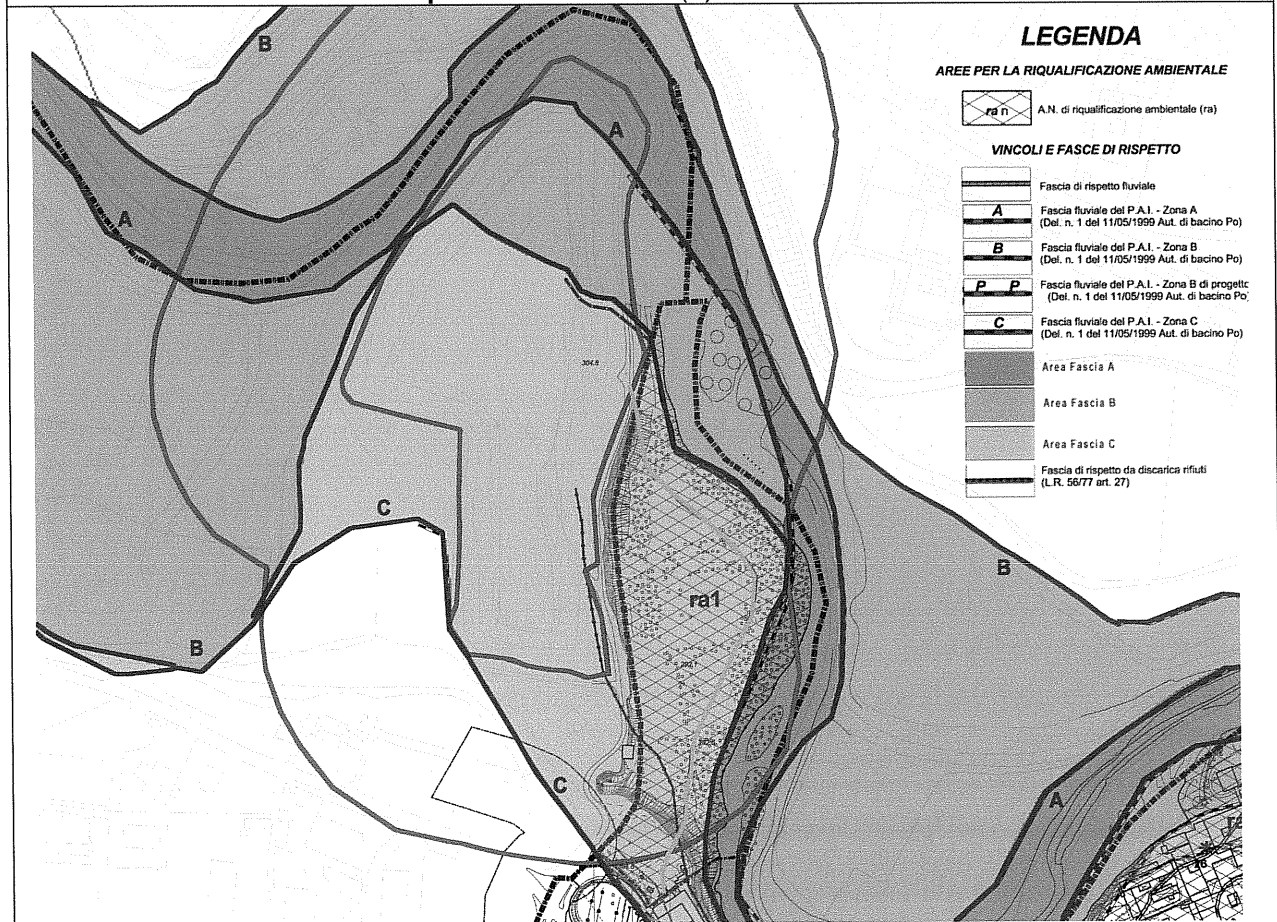 LEGENDA
AREE PER LA RIQUALIFICAZIONE AMBIENTALE
ra n
A.N. di riqualificazione ambientale (ra)
VINCOLI E FASCE DI RISPETTO
Fascia di rispetto fluviale
A
Fascia fluviale del P.A.I. - Zona A
(Del. n. 1 del 11/05/1999 Aut. di bacino Po)
B
Fascia fluviale del P.A.I. - Zona B
(Del. n. 1 del 11/05/1999 Aut. di bacino Po)
P P
Fascia fluviale del P.A.I. - Zona B di progetto
(Del. n. 1 del 11/05/1999 Aut. di bacino Po)
C
Fascia fluviale del P.A.I. - Zona C
(Del. n. 1 del 11/05/1999 Aut. di bacino Po)
Area Fascia A
Area Fascia B
Area Fascia C
Fascia di rispetto da discarica rifiuti
(L.R. 56/77 art. 27)
B
A
A
304.8
C
B
B
ra1
C
A